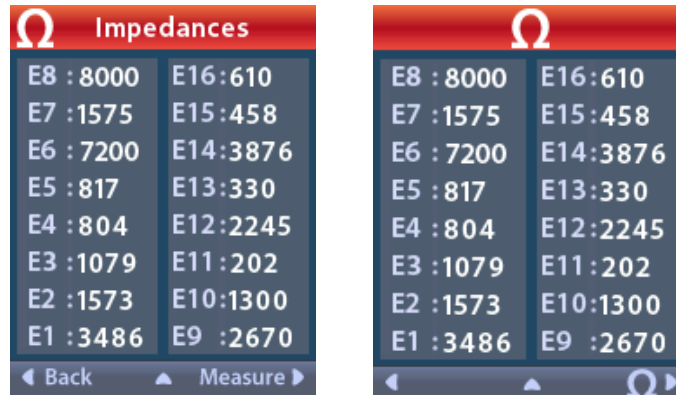 Ω Impedances
E8 : 8000 E16:610
E7 :1575 E15:458
E6 : 7200 E14:3876
E5 : 817 E13:330
E4 : 804 E12:2245
E3 :1079 E11:202
E2 :1573 E10:1300
E1 :3486 E9 :2670
Back Measure
Ω
E8 : 8000 E16:610
E7 :1575 E15:458
E6 : 7200 E14:3876
E5 : 817 E13:330
E4 : 804 E12:2245
E3 :1079 E11:202
E2 :1573 E10:1300
E1 :3486 E9 :2670
Ω